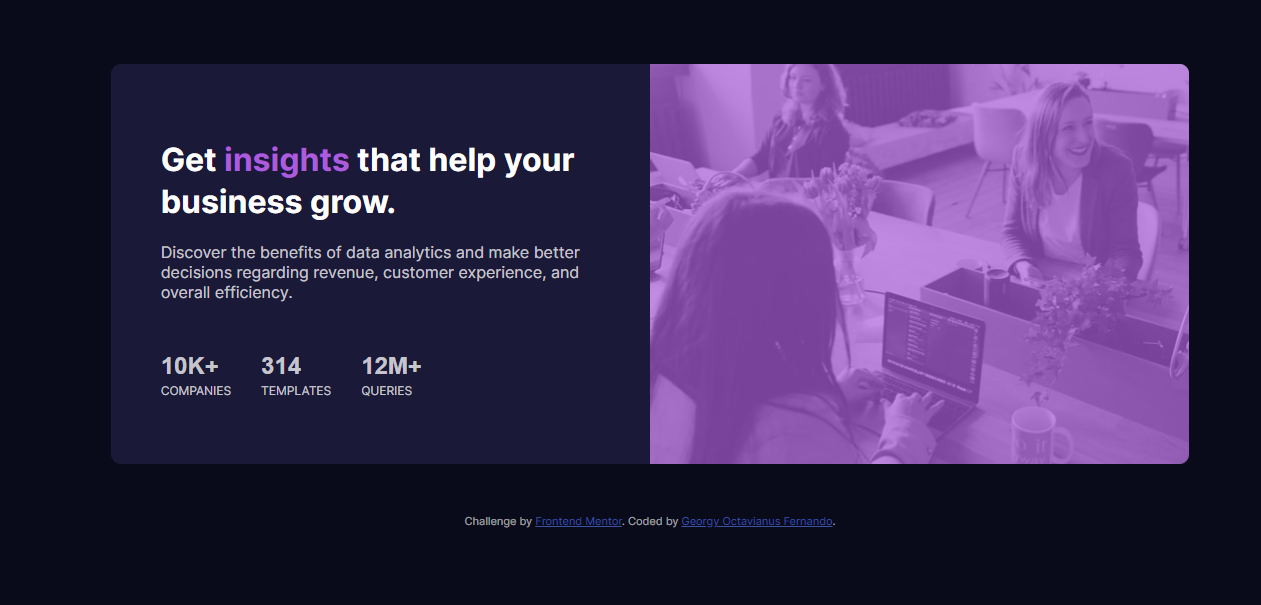 Get insights that help your
business grow.
Discover the benefits of data analytics and make better
decisions regarding revenue, customer experience, and
overall efficiency.
10K+ 314 12M+
COMPANIES TEMPLATES QUERIES
Challenge by Frontend Mentor. Coded by Georgy Octavianus Fernando.